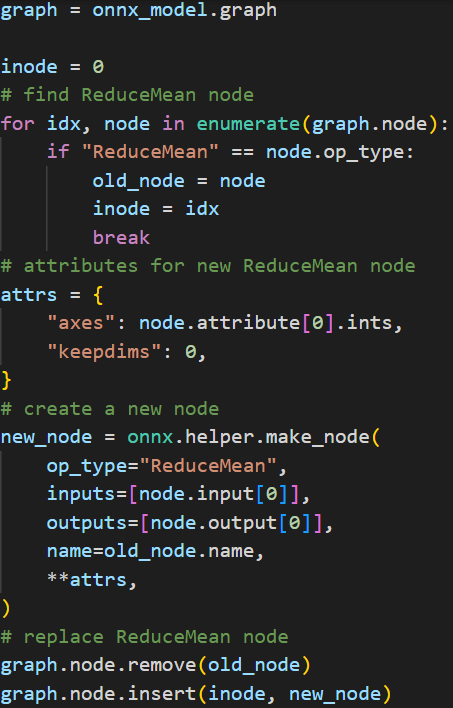 graph = onnx_model.graph

inode = 0
# find ReduceMean node
for idx, node in enumerate(graph.node):
    if "ReduceMean" == node.op_type:
        old_node = node
        inode = idx
        break
# attributes for new ReduceMean node
attrs = {
    "axes": node.attribute[0].ints,
    "keepdims": 0,
}
# create a new node
new_node = onnx.helper.make_node(
    op_type="ReduceMean",
    inputs=[node.input[0]],
    outputs=[node.output[0]],
    name=old_node.name,
    **attrs,
)
# replace ReduceMean node
graph.node.remove(old_node)
graph.node.insert(inode, new_node)